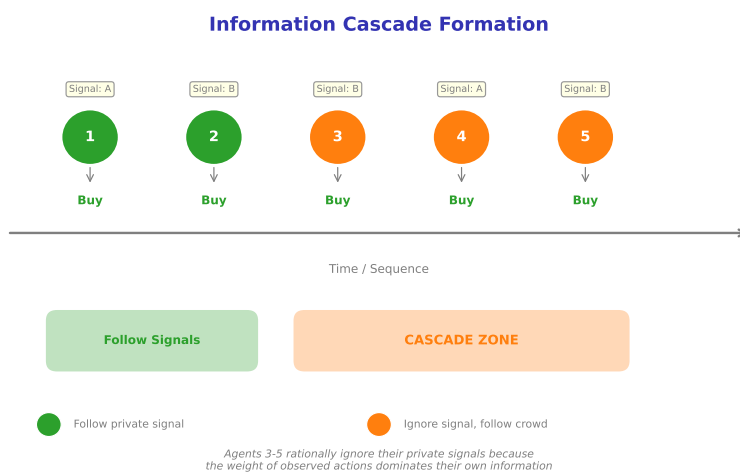 Information Cascade Formation
Signal: A
Signal: B
Signal: B
Signal: A
Signal: B
1
2
3
4
5
Buy
Buy
Buy
Buy
Buy
Time / Sequence
Follow Signals
CASCADE ZONE
Follow private signal
Ignore signal, follow crowd
Agents 3-5 rationally ignore their private signals because
the weight of observed actions dominates their own information